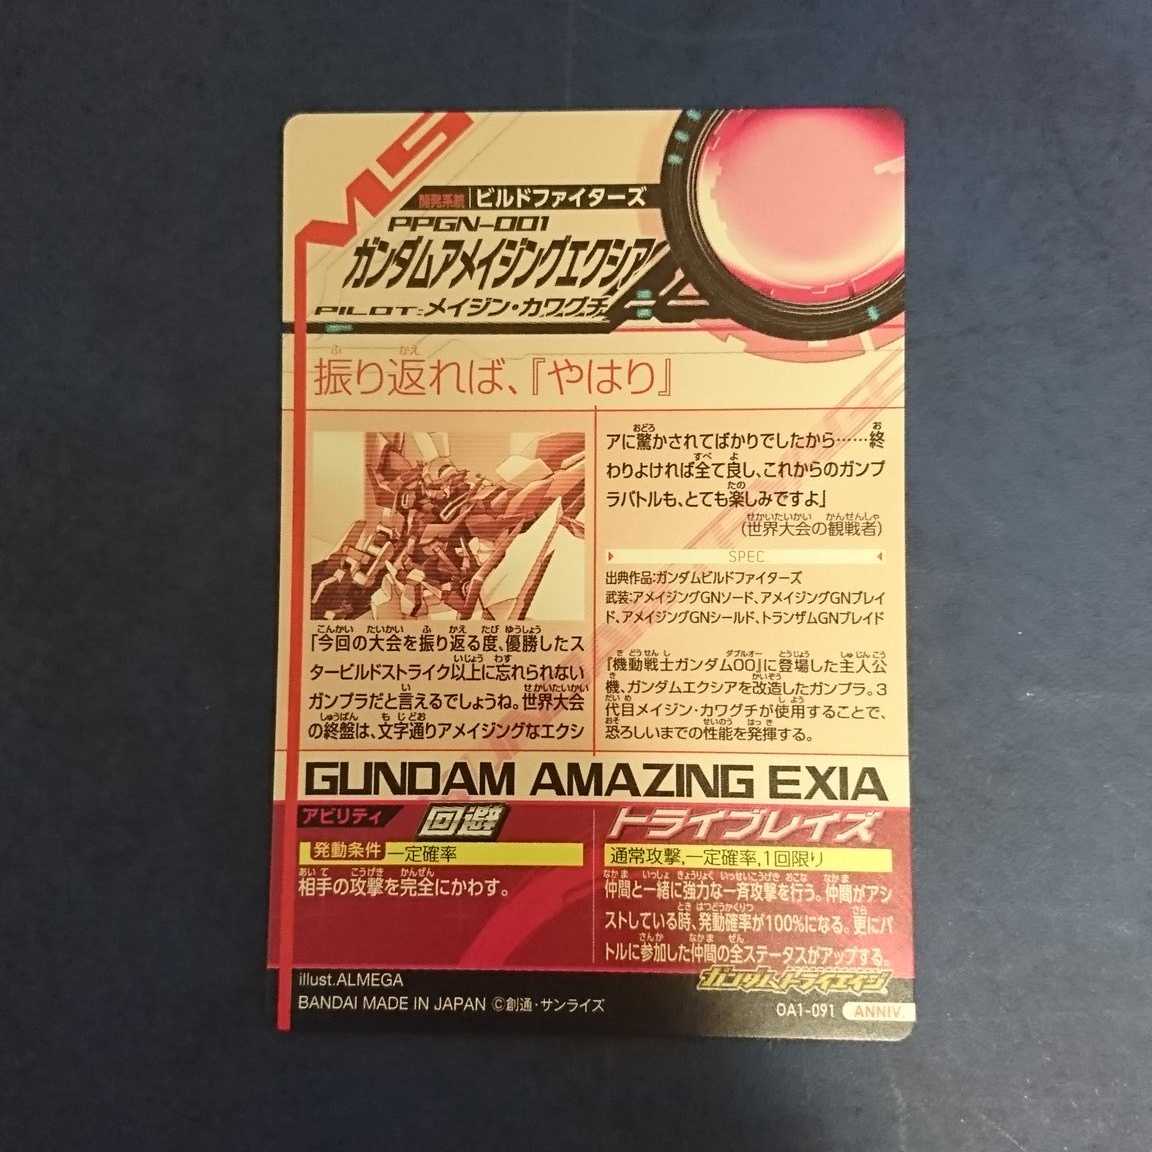 MS
開発系統 ビルドファイターズ
PPGN-001
ガンダムアメイジングエクシア
PILOT:メイジン・カワグチ
振り返れば、『やはり』
「今回の大会を振り返る度、優勝したス
タービルドストライク以上に忘れられない
ガンプラだと言えるでしょうね。世界大会
の終盤は、文字通りアメイジングなエクシ
アに驚かされてばかりでしたから……終
わりよければ全て良し、これからのガンプ
ラバトルも、とても楽しみですよ」
(世界大会の観戦者)
SPEC
出典作品:ガンダムビルドファイターズ
武装:アメイジングGNソード、アメイジングGNブレイ
ド、アメイジングGNシールド、トランザムGNブレイド
『機動戦士ガンダム00』に登場した主人公
機、ガンダムエクシアを改造したガンプラ。3
代目メイジン・カワグチが使用することで、
恐ろしいまでの性能を発揮する。
GUNDAM AMAZING EXIA
アビリティ 回避
発動条件 一定確率
相手の攻撃を完全にかわす。
トライブレイズ
通常攻撃,一定確率,1回限り
仲間と一緒に強力な一斉攻撃を行う。仲間がアシ
ストしている時、発動確率が100%になる。更にバ
トルに参加した仲間の全ステータスがアップする。
ガンダムトライエイジ
illust.ALMEGA
BANDAI MADE IN JAPAN ©創通・サンライズ
OA1-091 ANNIV.